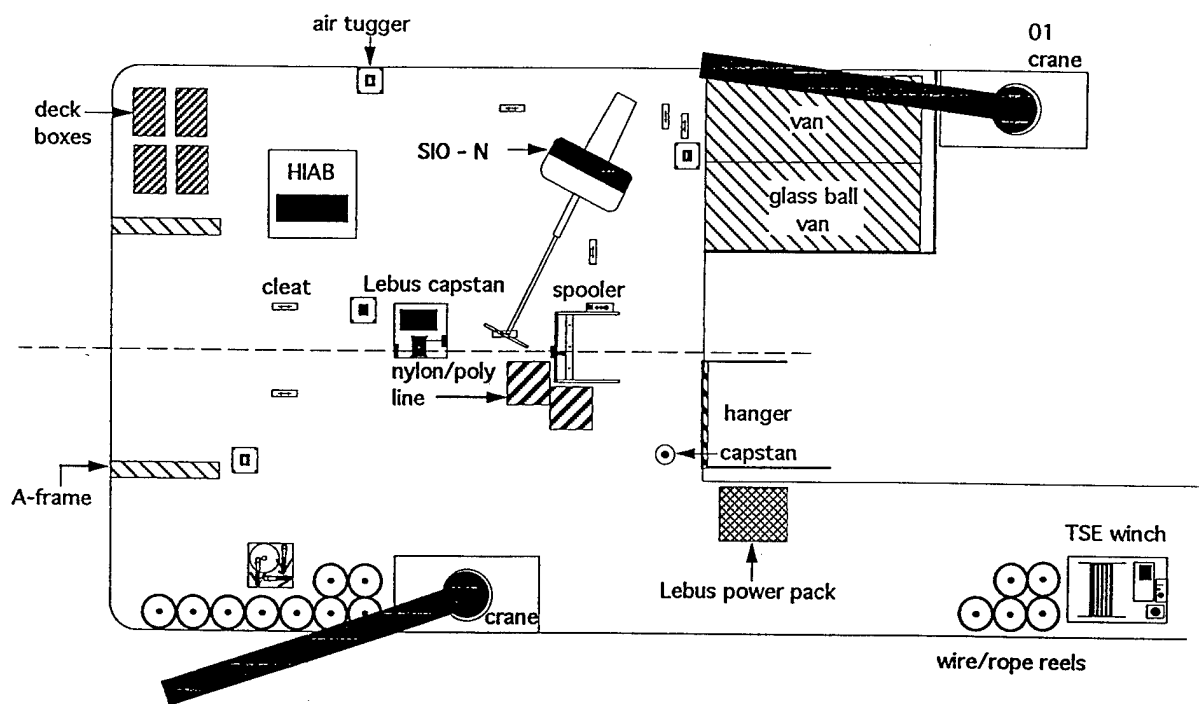 air tugger
01
crane
deck
boxes
van
SIO - N
HIAB
glass ball
van
cleat
Lebus capstan
spooler
nylon/poly
line
hanger
capstan
A-frame
TSE winch
Lebus power pack
crane
wire/rope reels